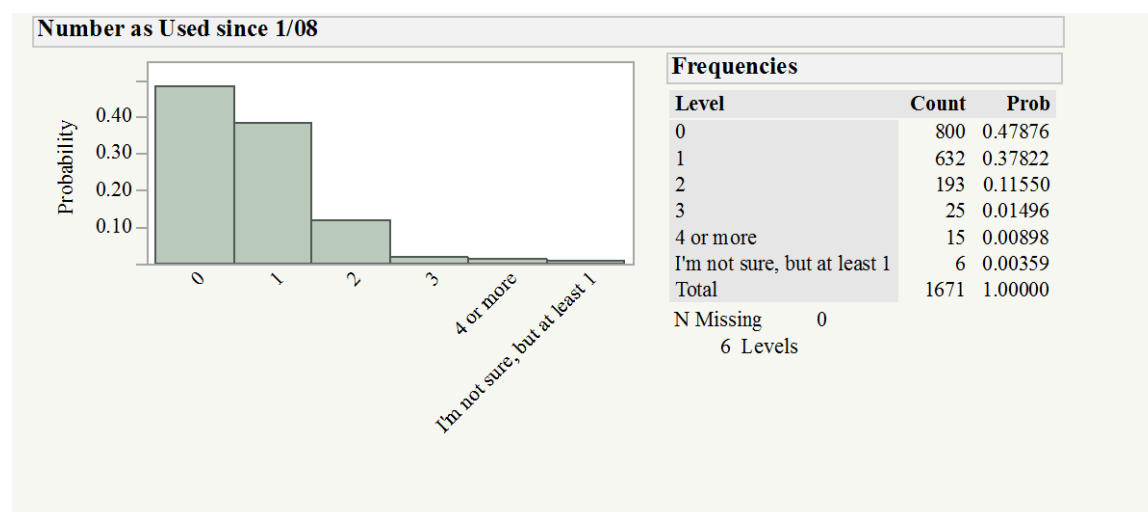 Number as Used since 1/08
Probability
0.40
0.30
0.20
0.10
0
1
2
3
4 or more
I'm not sure, but at least 1
Frequencies
Level Count Prob
0 800 0.47876
1 632 0.37822
2 193 0.11550
3 25 0.01496
4 or more 15 0.00898
I'm not sure, but at least 1 6 0.00359
Total 1671 1.00000
N Missing 0
6 Levels